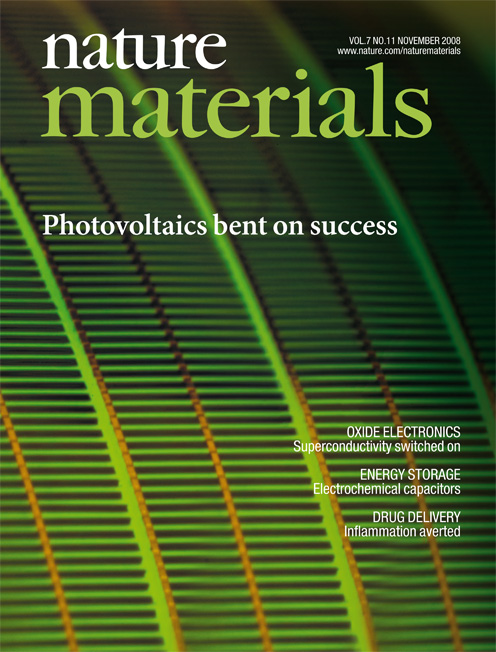 nature
VOL.7 NO.11 NOVEMBER 2008
www.nature.com/naturematerials
materials
Photovoltaics bent on success
OXIDE ELECTRONICS
Superconductivity switched on
ENERGY STORAGE
Electrochemical capacitors
DRUG DELIVERY
Inflammation averted